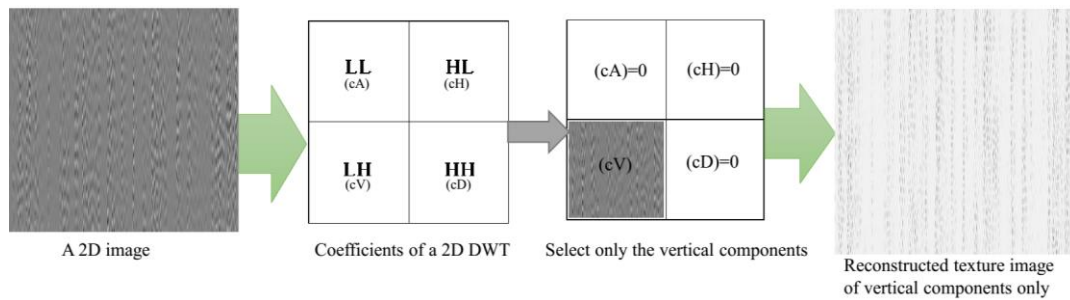 LL
(cA)
HL
(cH)
LH
(cV)
HH
(cD)
(cA)=0
(cH)=0
(cV)
(cD)=0
A 2D image
Coefficients of a 2D DWT
Select only the vertical components
Reconstructed texture image
of vertical components only